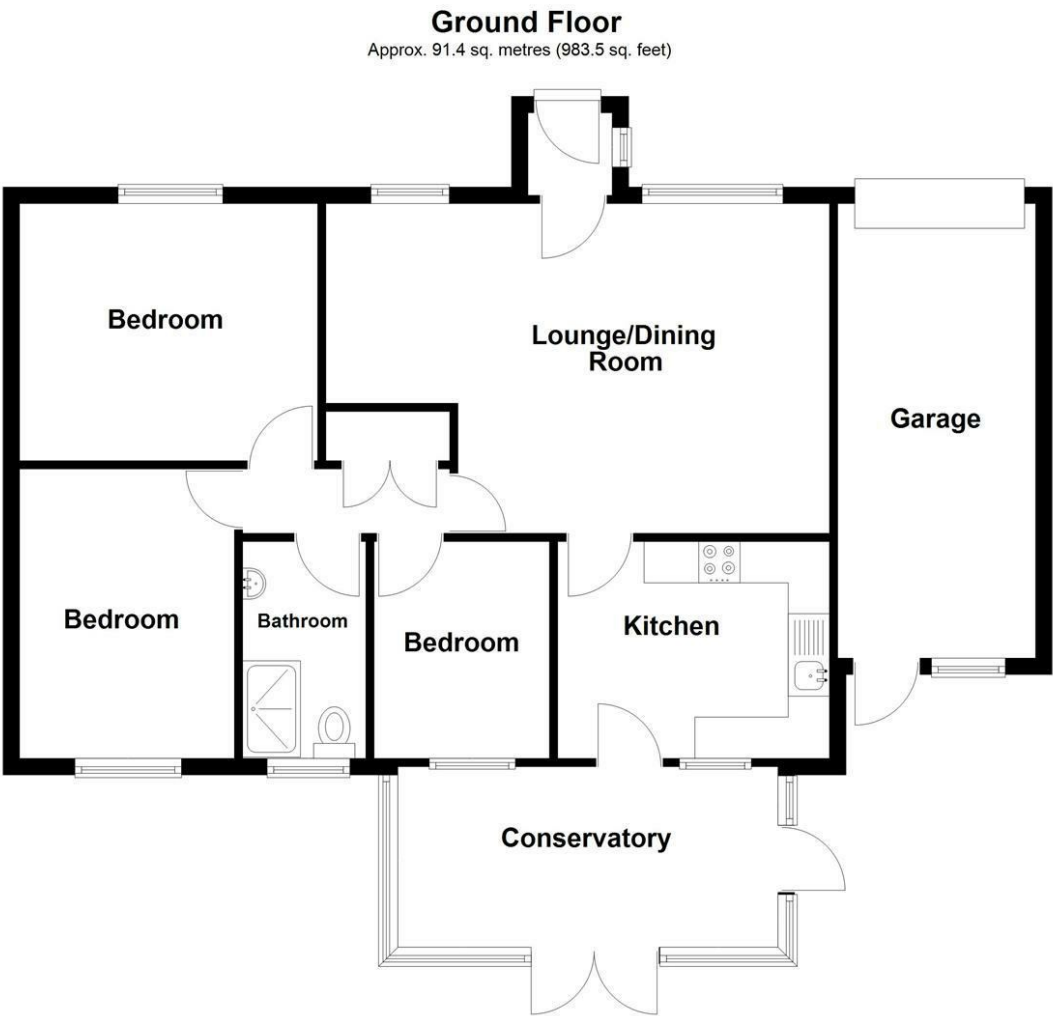 Ground Floor
Approx. 91.4 sq. metres (983.5 sq. feet)
Bedroom
Lounge/Dining
Room
Garage
Bedroom
Bathroom
Bedroom
Kitchen
Conservatory